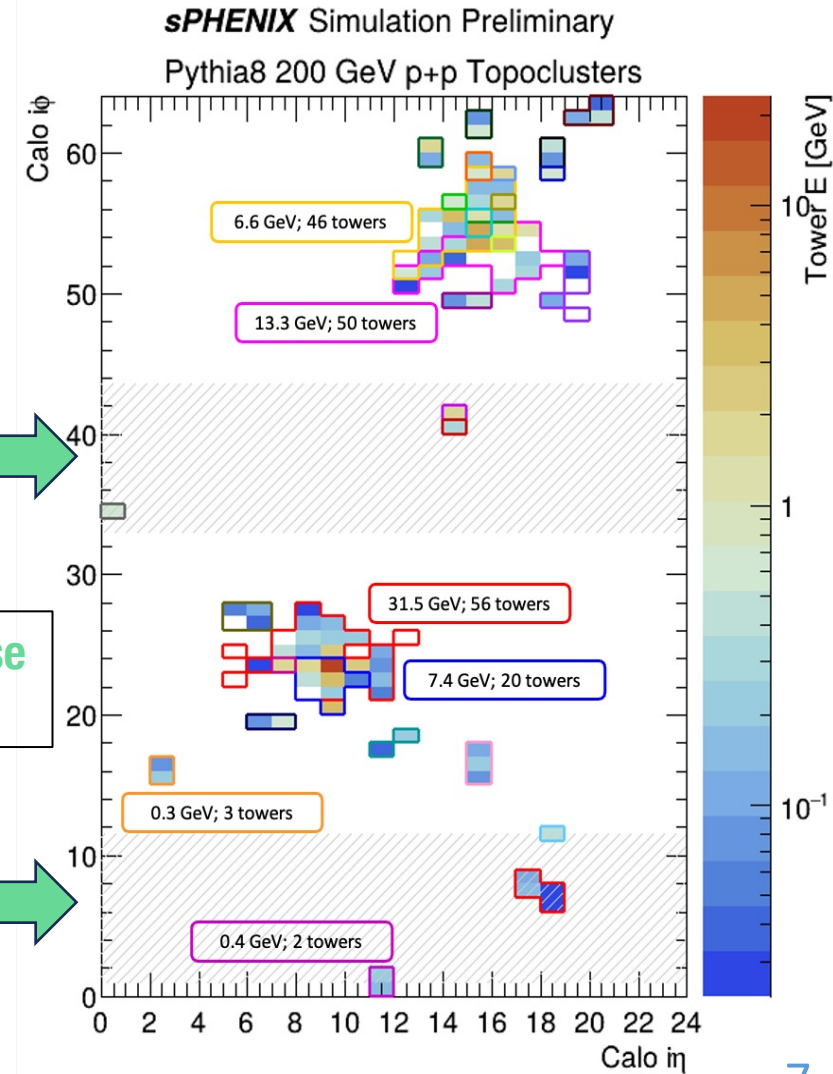 sPHENIX Simulation Preliminary
Pythia8 200 GeV p+p Topoclusters
Calo iϕ
60
50
40
30
20
10
0
6.6 GeV; 46 towers
13.3 GeV; 50 towers
31.5 GeV; 56 towers
7.4 GeV; 20 towers
0.3 GeV; 3 towers
0.4 GeV; 2 towers
se
0 2 4 6 8 10 12 14 16 18 20 22 24
Calo iη
Tower E [GeV]
10
1
10⁻¹
7